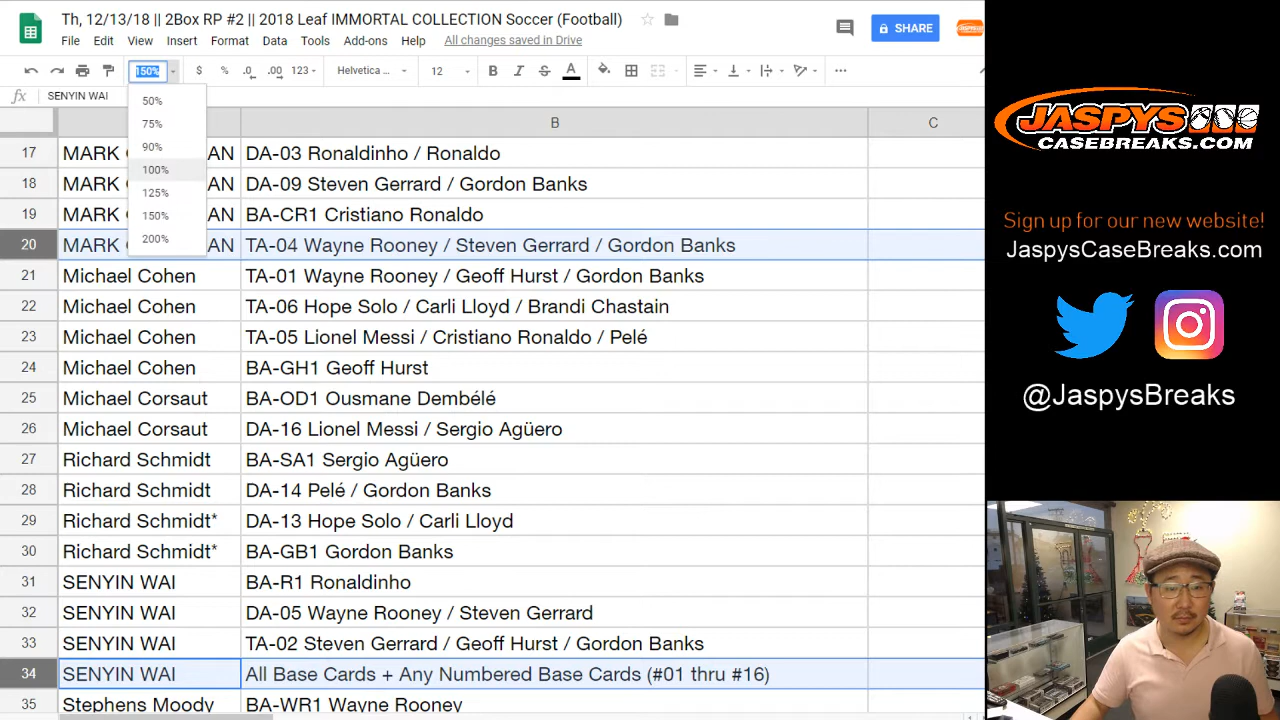 Th, 12/13/18 || 2Box RP #2 || 2018 Leaf IMMORTAL COLLECTION Soccer (Football)
File Edit View Insert Format Data Tools Add-ons Help All changes saved in Drive
SHARE
150% $ % .0 .00 123 Helvetica ... 12 B I S A
fx SENYIN WAI
50%
75%
90%
100%
125%
150%
200%
B C
17 MARK AN DA-03 Ronaldinho / Ronaldo
18 MARK AN DA-09 Steven Gerrard / Gordon Banks
19 MARK AN BA-CR1 Cristiano Ronaldo
20 MARK AN TA-04 Wayne Rooney / Steven Gerrard / Gordon Banks
21 Michael Cohen TA-01 Wayne Rooney / Geoff Hurst / Gordon Banks
22 Michael Cohen TA-06 Hope Solo / Carli Lloyd / Brandi Chastain
23 Michael Cohen TA-05 Lionel Messi / Cristiano Ronaldo / Pelé
24 Michael Cohen BA-GH1 Geoff Hurst
25 Michael Corsaut BA-OD1 Ousmane Dembélé
26 Michael Corsaut DA-16 Lionel Messi / Sergio Agüero
27 Richard Schmidt BA-SA1 Sergio Agüero
28 Richard Schmidt DA-14 Pelé / Gordon Banks
29 Richard Schmidt* DA-13 Hope Solo / Carli Lloyd
30 Richard Schmidt* BA-GB1 Gordon Banks
31 SENYIN WAI BA-R1 Ronaldinho
32 SENYIN WAI DA-05 Wayne Rooney / Steven Gerrard
33 SENYIN WAI TA-02 Steven Gerrard / Geoff Hurst / Gordon Banks
34 SENYIN WAI All Base Cards + Any Numbered Base Cards (#01 thru #16)
35 Stephens Moody BA-WR1 Wayne Rooney
JASPYS
CASEBREAKS.COM
Sign up for our new website!
JaspysCaseBreaks.com
@JaspysBreaks